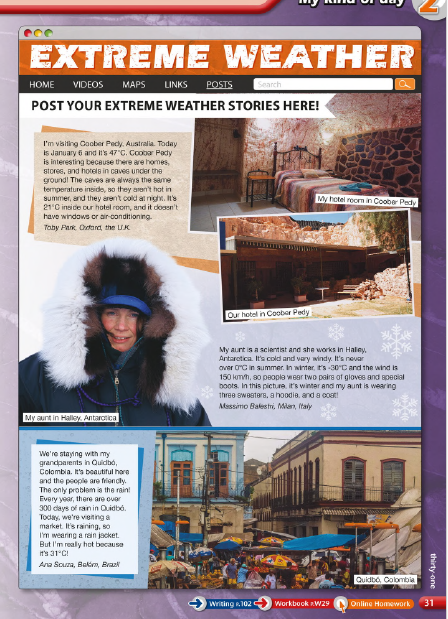 My kind of day 2
EXTREME WEATHER
HOME VIDEOS MAPS LINKS POSTS Search
POST YOUR EXTREME WEATHER STORIES HERE!
I'm visiting Coober Pedy, Australia. Today
is January 6 and it's 47°C. Coober Pedy
is interesting because there are homes,
stores, and hotels in caves under the
ground! The caves are always the same
temperature inside, so they aren't hot in
summer, and they aren't cold at night. It's
21°C inside our hotel room, and it doesn't
have windows or air-conditioning.
Toby Park, Oxford, the U.K.
My hotel room in Coober Pedy
Our hotel in Coober Pedy
My aunt is a scientist and she works in Halley,
Antarctica. It's cold and very windy. It's never
over 0°C in summer. In winter, it's -30°C and the wind is
150 km/h, so people wear two pairs of gloves and special
boots. In this picture, it's winter and my aunt is wearing
three sweaters, a hoodie, and a coat!
Massimo Balestri, Milan, Italy
My aunt in Halley, Antarctica
We're staying with my
grandparents in Quibdó,
Colombia. It's beautiful here
and the people are friendly.
The only problem is the rain!
Every year, there are over
300 days of rain in Quibdó.
Today, we're visiting a
market. It's raining, so
I'm wearing a rain in Quibdó.
But I'm really hot because
it's 31°C!
Ana Souza, Belém, Brazil
Quibdó, Colombia
thirty-one
Writing p.102 Workbook p.W29 Online Homework 31